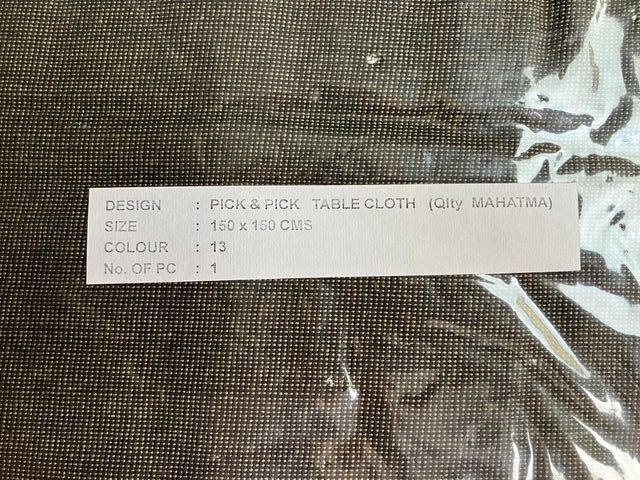 DESIGN : PICK & PICK TABLE CLOTH (Qlty MAHATMA)
SIZE : 150 x 150 CMS
COLOUR : 13
No. OF PC : 1